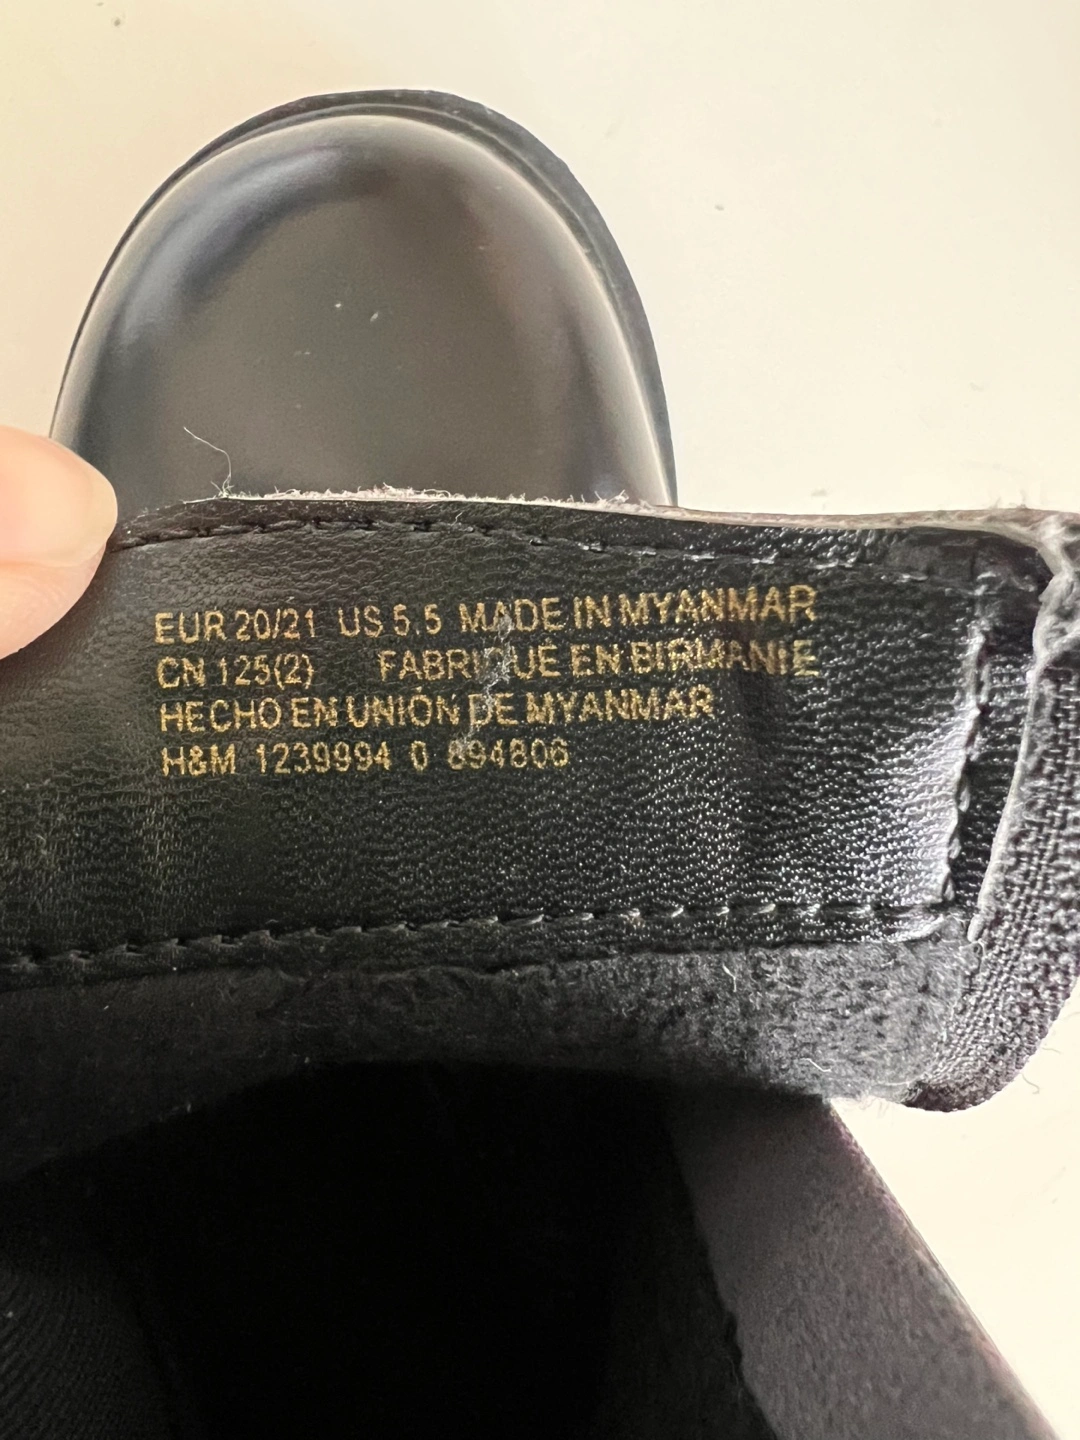 EUR 20/21 US 5.5 MADE IN MYANMAR
CN 125(2) FABRIQUÉ EN BIRMANIE
HECHO EN UNIÓN DE MYANMAR
H&M 1239994 0 894806